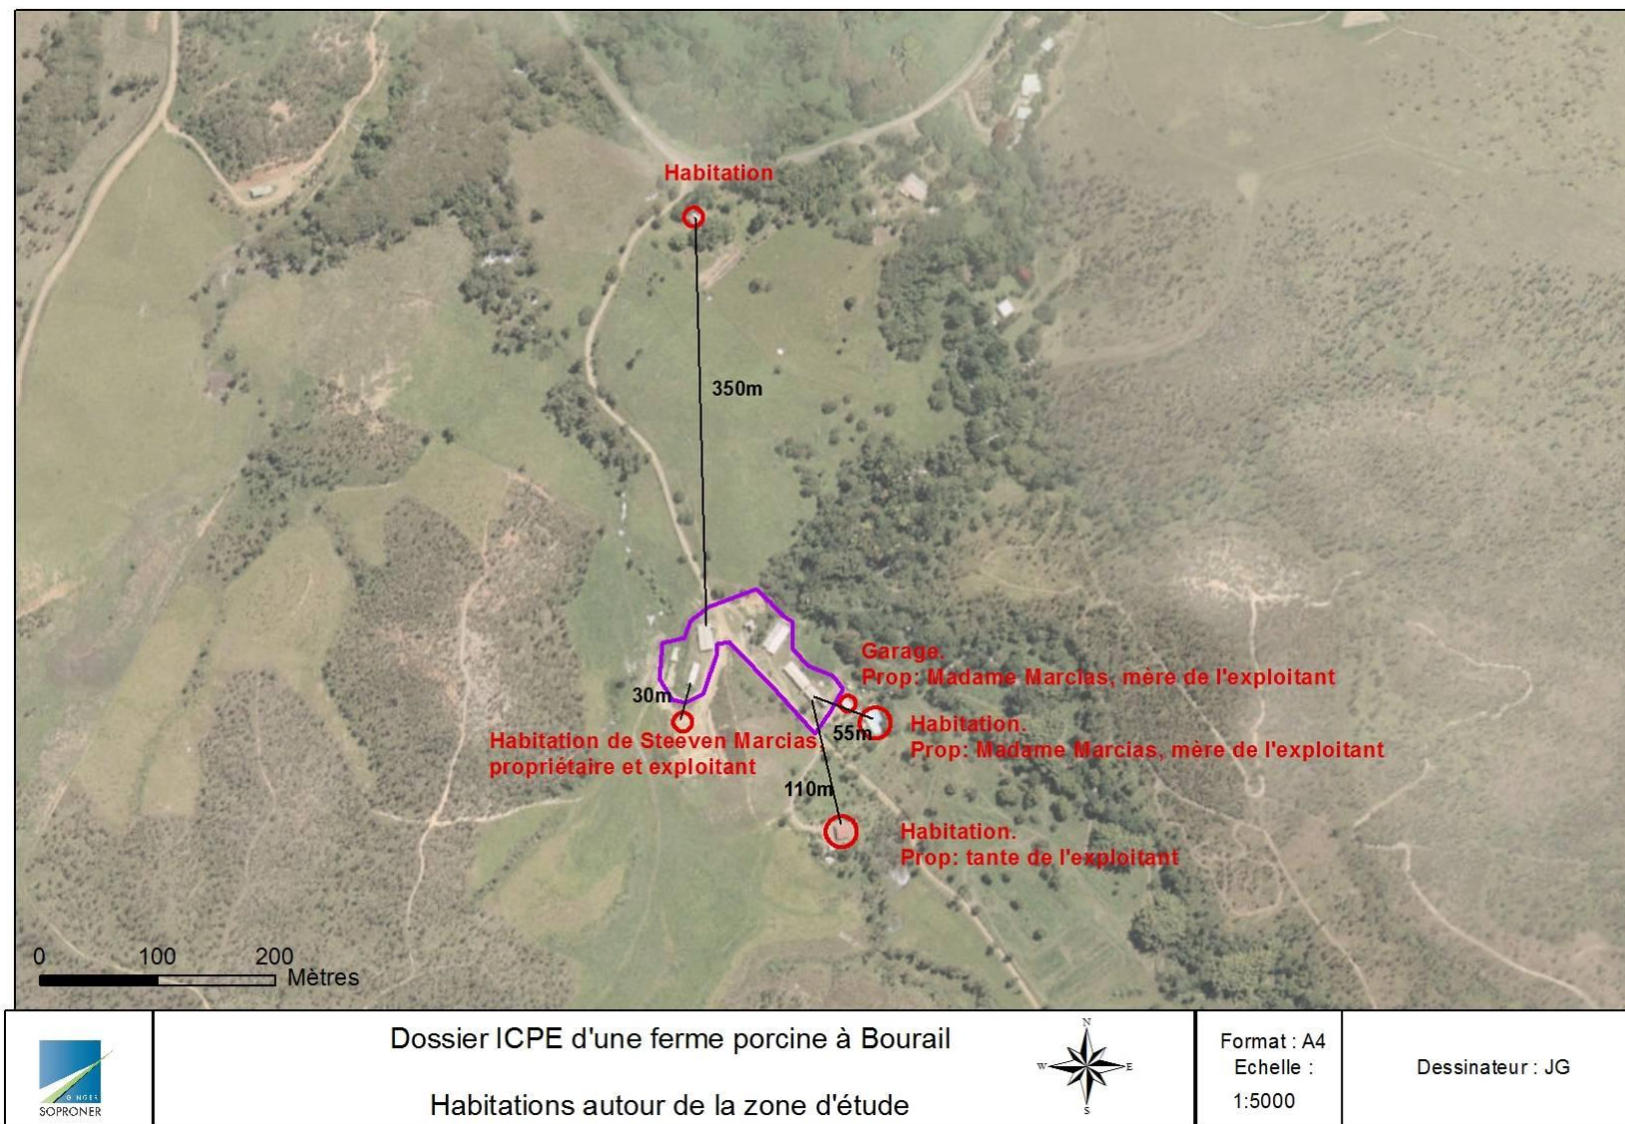 Habitation
350m
Garage.
Prop: Madame Marcias, mère de l'exploitant
30m
55m
Habitation.
Prop: Madame Marcias, mère de l'exploitant
Habitation de Steeven Marcias,
propriétaire et exploitant
110m
Habitation.
Prop: tante de l'exploitant
0 100 200
Mètres
GINGER
SOPRONER
Dossier ICPE d'une ferme porcine à Bourail
Habitations autour de la zone d'étude
N
W E
S
Format : A4
Echelle :
1:5000
Dessinateur : JG